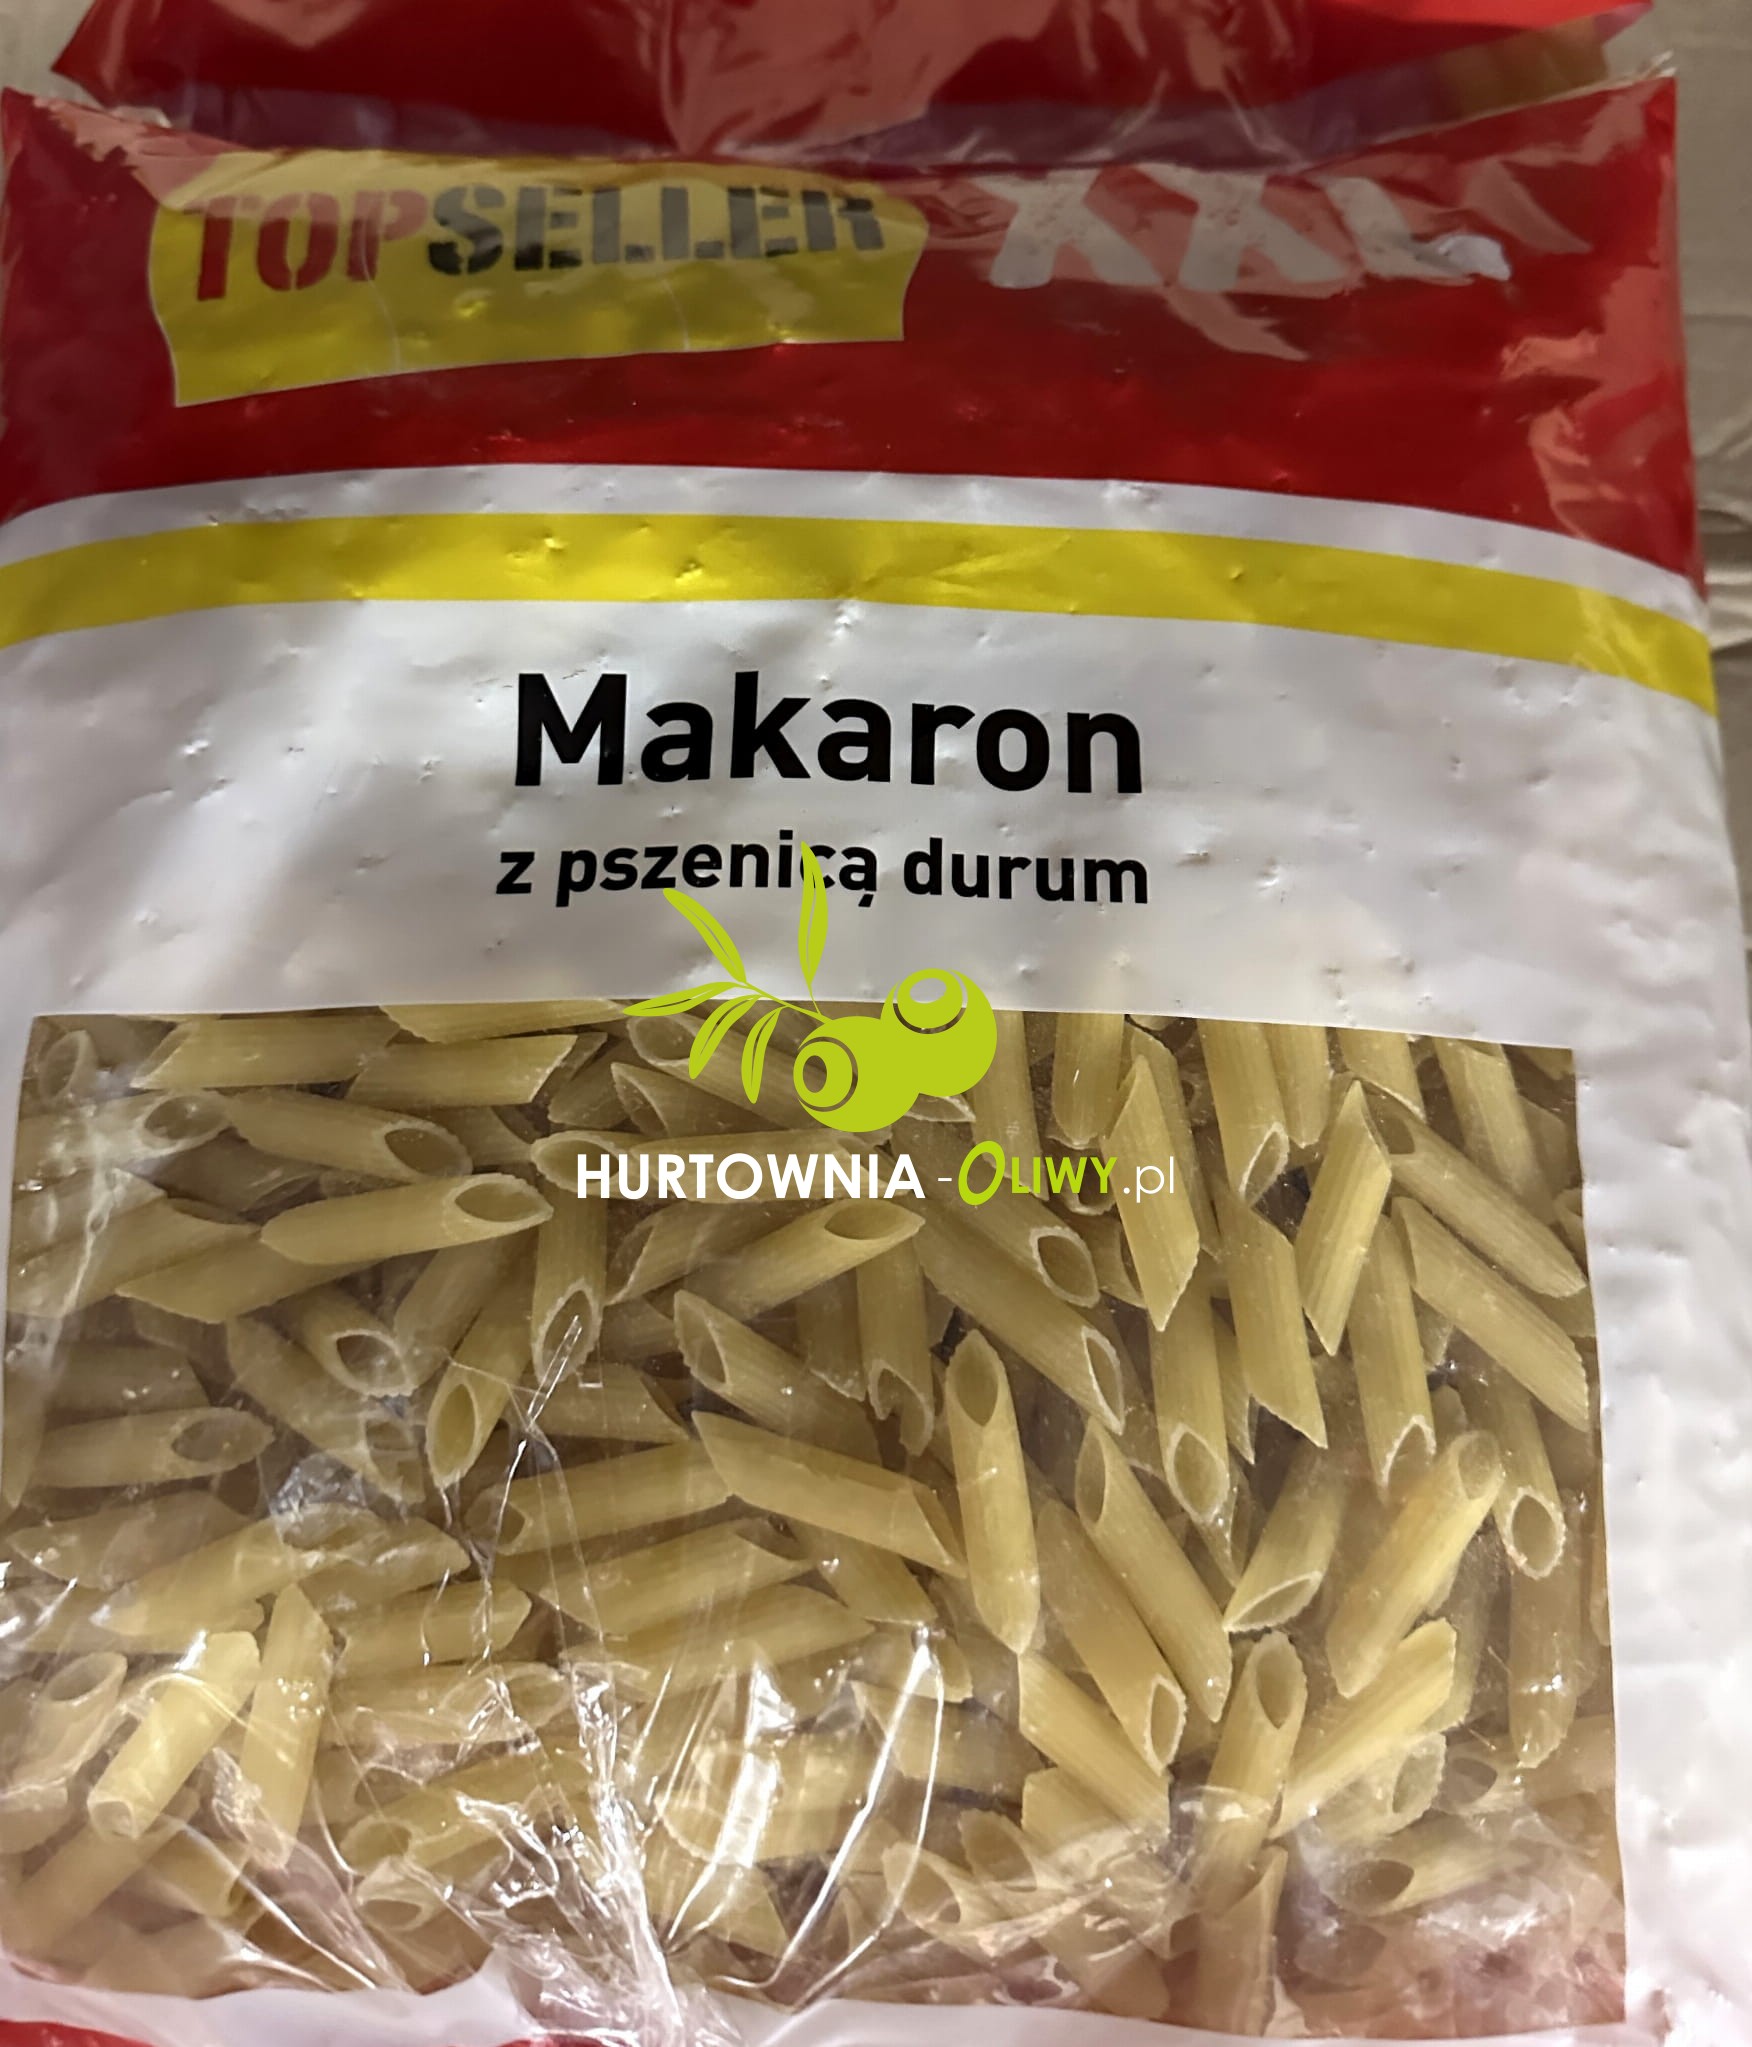 TOPSELLER XXL
Makaron
z pszenicą durum
HURTOWNIA-OLIWY.pl